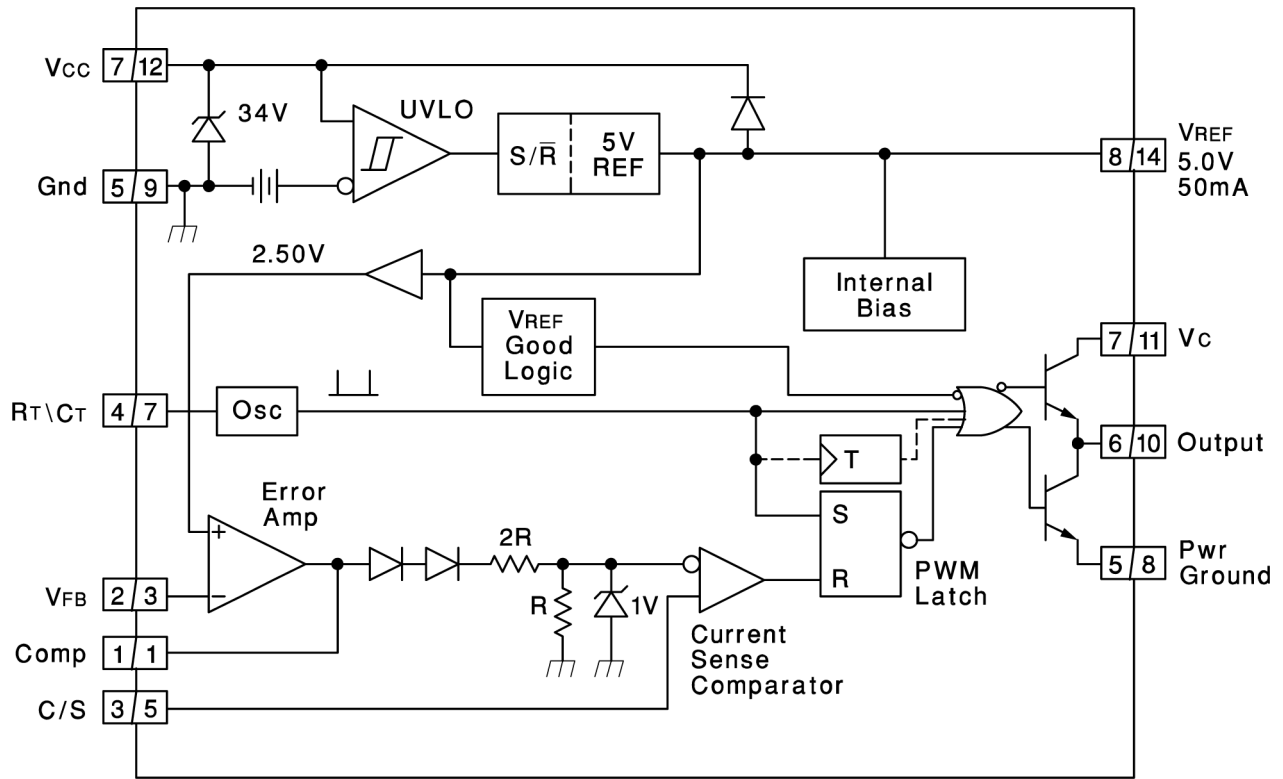 VCC 7/12
34V
UVLO
S/R̅
5V
REF
8/14
VREF
5.0V
50mA
Gnd 5/9
2.50V
Internal
Bias
VREF
Good
Logic
7/11 VC
RT\CT 4/7
Osc
T
6/10 Output
Error
Amp
+
−
2R
S
R
PWM
Latch
5/8
Pwr
Ground
VFB 2/3
R
1V
Comp 1/1
Current
Sense
Comparator
C/S 3/5